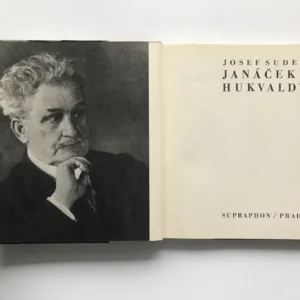 JOSEF SUDE
JANÁČEK
HUKVALDY
SUPRAPHON / PRAH